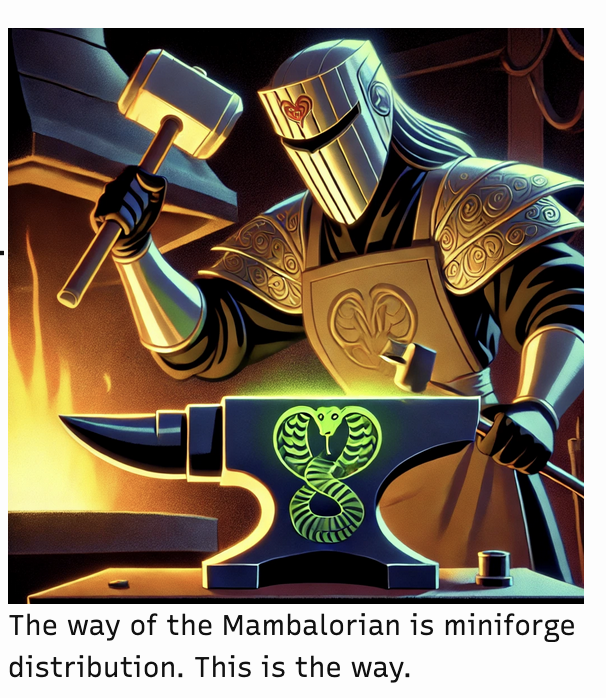 The way of the Mambalorian is miniforge
distribution. This is the way.